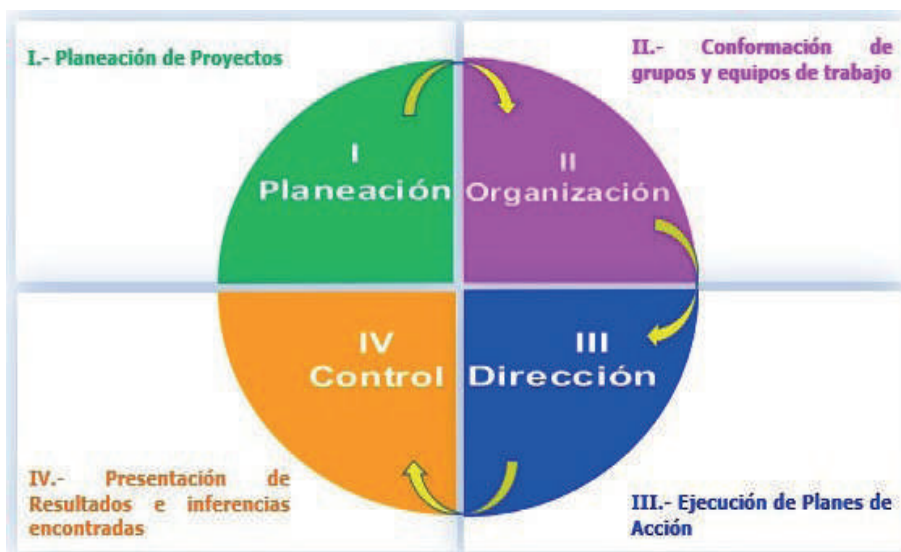 I.- Planeación de Proyectos
II.- Conformación de
grupos y equipos de trabajo
I
Planeación
II
Organización
IV
Control
III
Dirección
IV.- Presentación de
Resultados e inferencias
encontradas
III.- Ejecución de Planes de
Acción